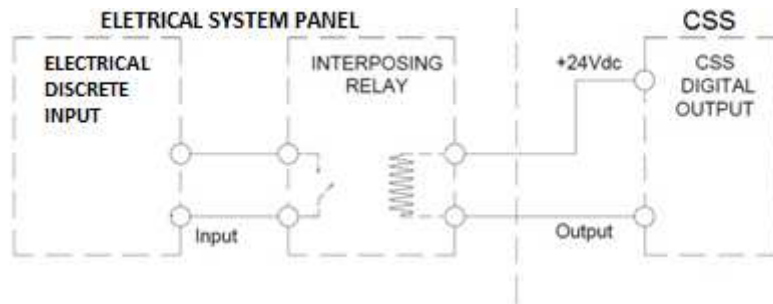 ELETRICAL SYSTEM PANEL
CSS
ELECTRICAL
DISCRETE
INPUT
INTERPOSING
RELAY
+24Vdc
CSS
DIGITAL
OUTPUT
Input
Output